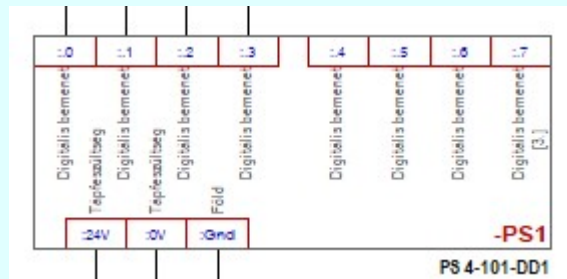 :.0 :.1 :.2 :.3 :.4 :.5 :.6 :.7
Digitális bemenet
Tápfeszültség
Digitális bemenet
Tápfeszültség
Digitális bemenet
Föld
Digitális bemenet
Digitális bemenet
Digitális bemenet
Digitális bemenet
Digitális bemenet
[3.]
:24V :0V :Gnd
-PS1
PS 4-101-DD1